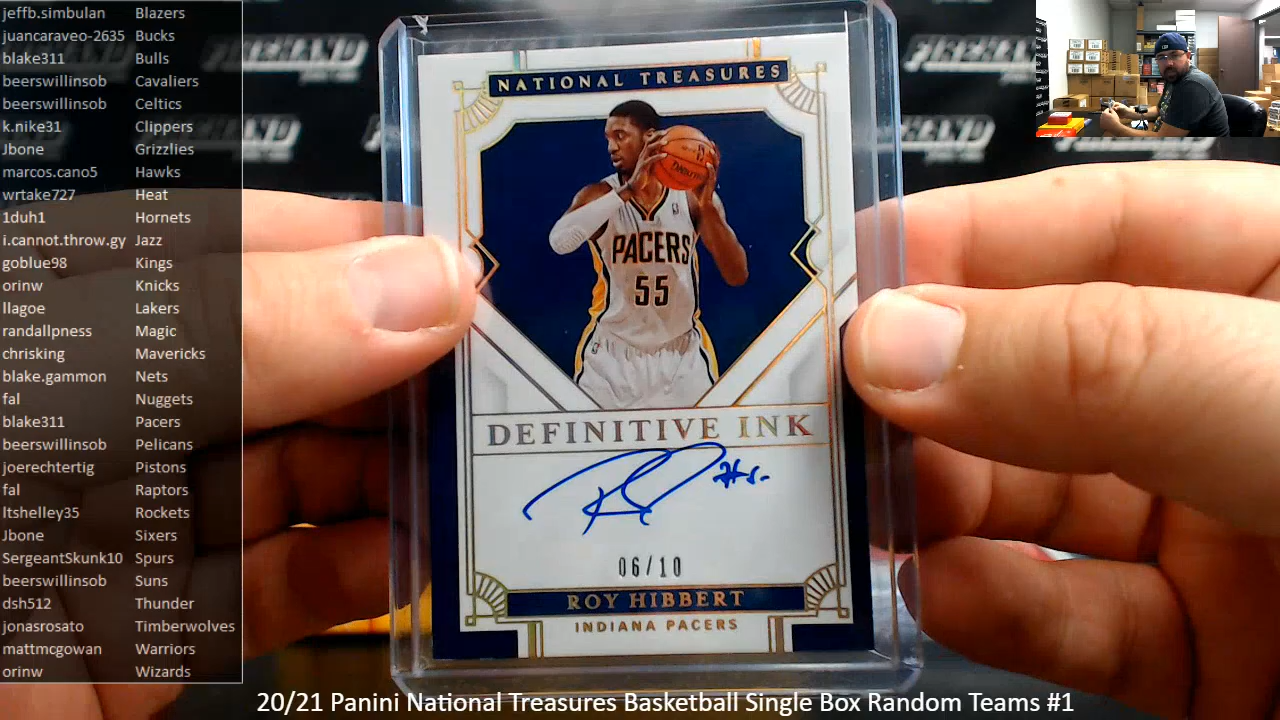 jeffb.simbulan Blazers
juancaraveo-2635 Bucks
blake311 Bulls
beerswillinsob Cavaliers
beerswillinsob Celtics
k.nike31 Clippers
Jbone Grizzlies
marcos.cano5 Hawks
wrtake727 Heat
1duh1 Hornets
i.cannot.throw.gy Jazz
goblue98 Kings
orinw Knicks
llagoe Lakers
randallpness Magic
chrisking Mavericks
blake.gammon Nets
fal Nuggets
blake311 Pacers
beerswillinsob Pelicans
joerechtertig Pistons
fal Raptors
ltshelley35 Rockets
Jbone Sixers
SergeantSkunk10 Spurs
beerswillinsob Suns
dsh512 Thunder
jonasrosato Timberwolves
mattmcgowan Warriors
orinw Wizards
NATIONAL TREASURES
PACERS
55
DEFINITIVE INK
06/10
ROY HIBBERT
INDIANA PACERS
20/21 Panini National Treasures Basketball Single Box Random Teams #1